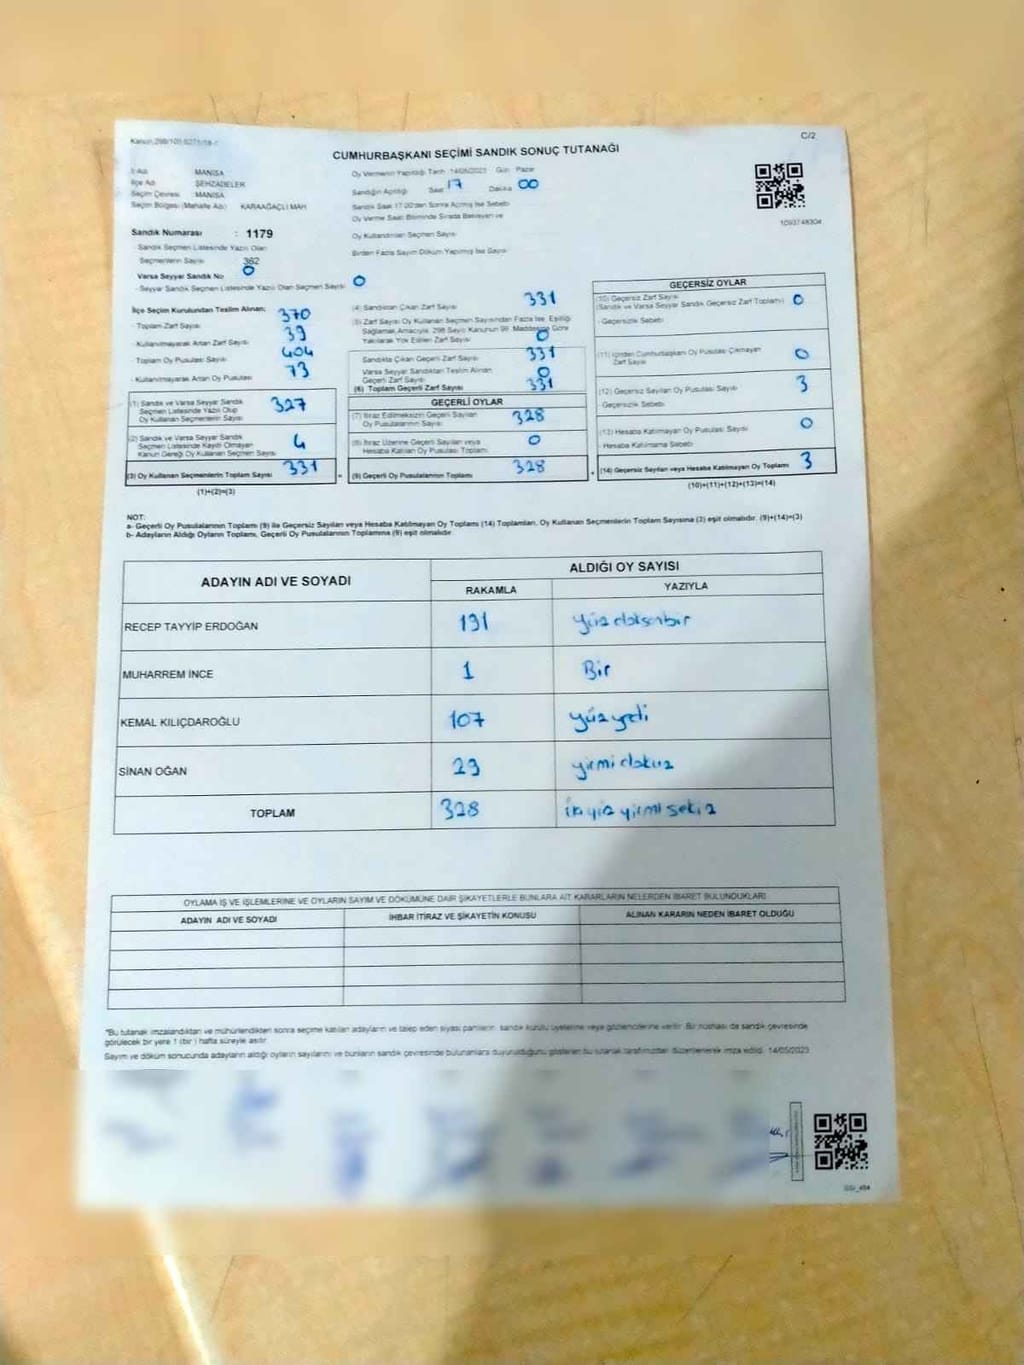 C/2
CUMHURBAŞKANI SEÇİMİ SANDIK SONUÇ TUTANAĞI
İl Adı MANİSA
İlçe Adı ŞEHZADELER
Seçim Çevresi MANİSA
Seçim Bölgesi (Mahalle Adı) KARAAĞAÇLI MAH
Sandık Numarası : 1179
Sandık Seçmen Listesinde Yazılı Olan
Seçmenlerin Sayısı 362
Varsa Seyyar Sandık No 0
- Seyyar Sandık Seçmen Listesinde Yazılı Olan Seçmen Sayısı 0
Oy Vermenin Yapıldığı Tarih 14/05/2023 Gün Pazar
Sandığın Açıldığı Saat 17 Dakika 00
Sandık Saat 17.00'den Sonra Açılmış İse Sebebi
Oy Verme Saati Bitiminde Sırada Bekleyen ve
Oy Kullandırılan Seçmen Sayısı
Birden Fazla Sayım Döküm Yapılmış İse Sayısı
1093748304
İlçe Seçim Kurulundan Teslim Alınan;
- Toplam Zarf Sayısı 370
- Kullanılmayarak Artan Zarf Sayısı 39
- Toplam Oy Pusulası Sayısı 404
- Kullanılmayarak Artan Oy Pusulası 73
(1) Sandık ve Varsa Seyyar Sandık
Seçmen Listesinde Yazılı Olup
Oy Kullanan Seçmenlerin Sayısı 327
(2) Sandık ve Varsa Seyyar Sandık
Seçmen Listesinde Kayıtlı Olmayan
Kanun Gereği Oy Kullanan Seçmen Sayısı 4
(3) Oy Kullanan Seçmenlerin Toplam Sayısı 331
(1)+(2)=(3)
(4) Sandıktan Çıkan Zarf Sayısı 331
(5) Zarf Sayısı Oy Kullanan Seçmen Sayısından Fazla İse, Eşitliği
Sağlamak Amacıyla, 298 Sayılı Kanunun 98. Maddesine Göre
Yakılarak Yok Edilen Zarf Sayısı 0
Sandıkta Çıkan Geçerli Zarf Sayısı 331
Varsa Seyyar Sandıktan Teslim Alınan
Geçerli Zarf Sayısı 0
(6) Toplam Geçerli Zarf Sayısı 331
GEÇERLİ OYLAR
(7) İtiraz Edilmeksizin Geçerli Sayılan
Oy Pusulalarının Sayısı 328
(8) İtiraz Üzerine Geçerli Sayılan veya
Hesaba Katılan Oy Pusulası Toplamı 0
= (9) Geçerli Oy Pusulalarının Toplamı 328
GEÇERSİZ OYLAR
(10) Geçersiz Zarf Sayısı
(Sandık ve Varsa Seyyar Sandık Geçersiz Zarf Toplamı) 0
- Geçersizlik Sebebi
(11) İçinden Cumhurbaşkanı Oy Pusulası Çıkmayan
Zarf Sayısı 0
(12) Geçersiz Sayılan Oy Pusulası Sayısı 3
- Geçersizlik Sebebi
(13) Hesaba Katılmayan Oy Pusulası Sayısı 0
- Hesaba Katılmama Sebebi
+ (14) Geçersiz Sayılan veya Hesaba Katılmayan Oy Toplamı 3
(10)+(11)+(12)+(13)=(14)
NOT:
a- Geçerli Oy Pusulalarının Toplamı (9) ile Geçersiz Sayılan veya Hesaba Katılmayan Oy Toplamı (14) Toplamları, Oy Kullanan Seçmenlerin Toplam Sayısına (3) eşit olmalıdır. (9)+(14)=(3)
b- Adayların Aldığı Oyların Toplamı, Geçerli Oy Pusulalarının Toplamına (9) eşit olmalıdır
ADAYIN ADI VE SOYADI
ALDIĞI OY SAYISI
RAKAMLA YAZIYLA
RECEP TAYYİP ERDOĞAN 191 yüzdoksanbir
MUHARREM İNCE 1 Bir
KEMAL KILIÇDAROĞLU 107 yüzyedi
SİNAN OĞAN 29 yirmidokuz
TOPLAM 328 yirmi sekiz
OYLAMA İŞ VE İŞLEMLERİNE VE OYLARIN SAYIM VE DÖKÜMÜNE DAİR ŞİKAYETLERLE BUNLARA AİT KARARLARIN NELERDEN İBARET BULUNDUKLARI
ADAYIN ADI VE SOYADI İHBAR İTİRAZ VE ŞİKAYETİN KONUSU ALINAN KARARIN NEDEN İBARET OLDUĞU
*Bu tutanak imzalandıktan ve mühürlendikten sonra seçime katılan adayların ve talep eden siyasi partilerin sandık kurulu üyelerine veya gözlemcilerine verilir. Bir nüshası da sandık çevresinde
görülecek bir yere 1 (bir) hafta süreyle asılır
Sayım ve döküm sonucunda adayların aldığı oyların sayılarını ve bunların sandık çevresinde bulunanlara duyurulduğunu gösteren bu tutanak tarafımızdan düzenlenerek imza edildi. 14/05/2023